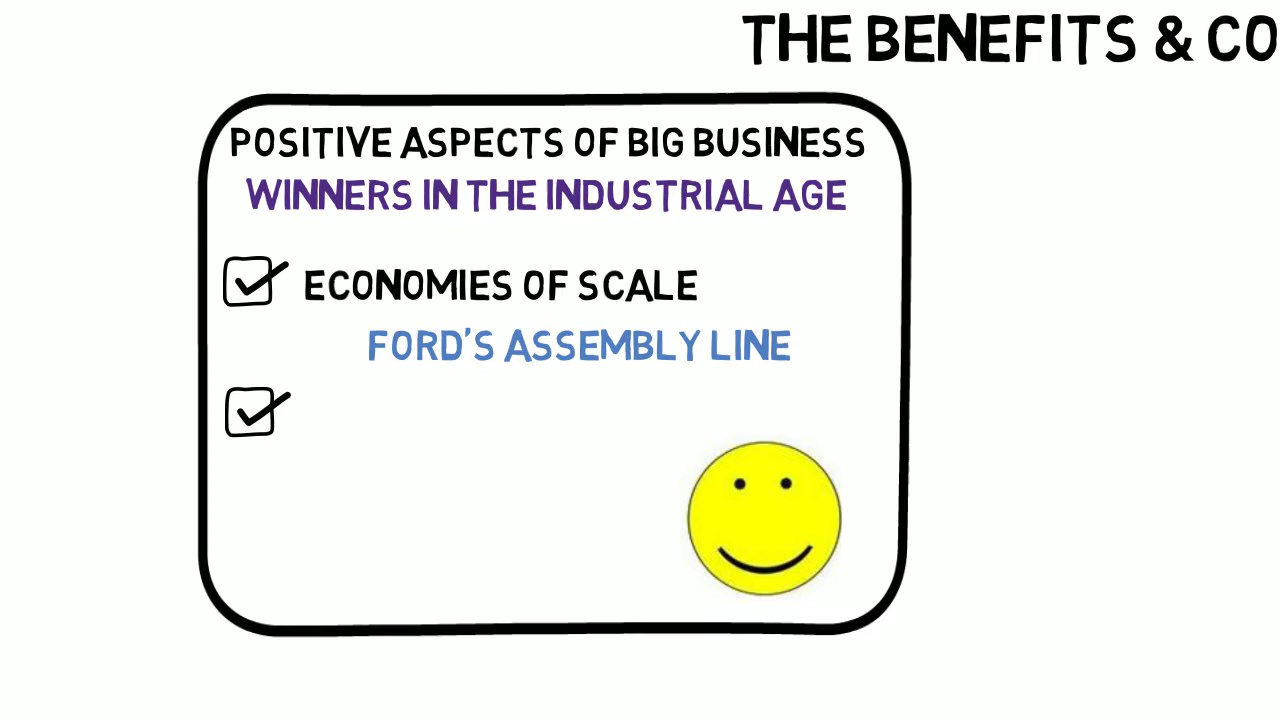 THE BENEFITS & CO
POSITIVE ASPECTS OF BIG BUSINESS
WINNERS IN THE INDUSTRIAL AGE
ECONOMIES OF SCALE
FORD'S ASSEMBLY LINE